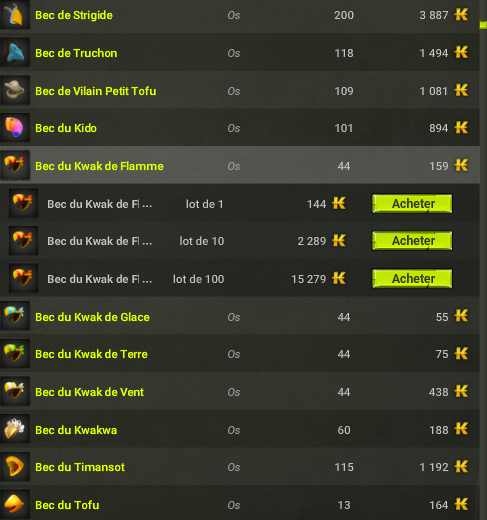 Bec de Strigide Os 200 3 887
Bec de Truchon Os 118 1 494
Bec de Vilain Petit Tofu Os 109 1 081
Bec du Kido Os 101 894
Bec du Kwak de Flamme Os 44 159
Bec du Kwak de Fl ... lot de 1 144 Acheter
Bec du Kwak de Fl ... lot de 10 2 289 Acheter
Bec du Kwak de Fl ... lot de 100 15 279 Acheter
Bec du Kwak de Glace Os 44 55
Bec du Kwak de Terre Os 44 75
Bec du Kwak de Vent Os 44 438
Bec du Kwakwa Os 60 188
Bec du Timansot Os 115 1 192
Bec du Tofu Os 13 164